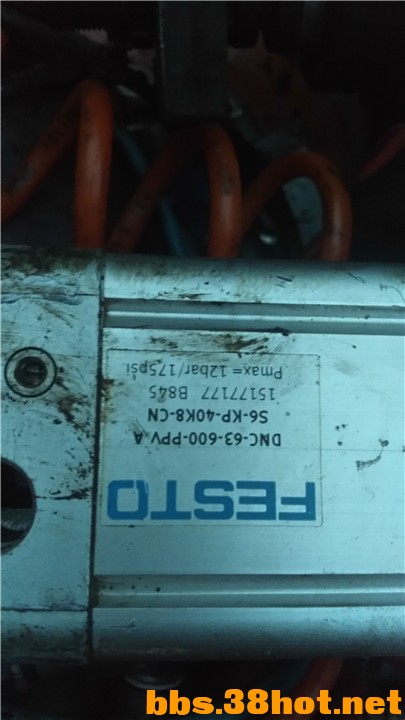 FESTO
DNC-63-600-PPV A
S6-KP-40K8-CN
15177177 B845
Pmax=12bar/175psi
bbs.38hot.net